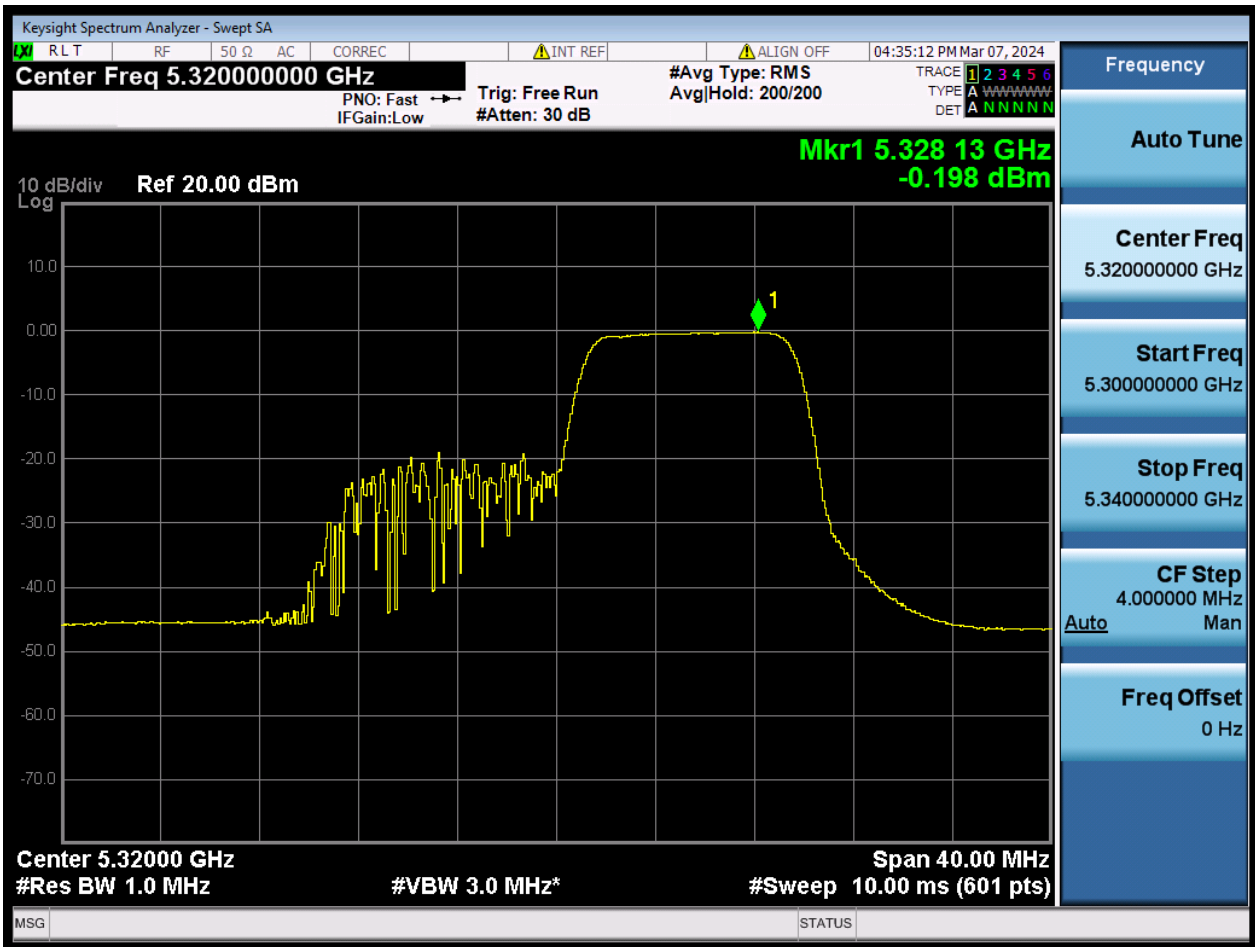 Keysight Spectrum Analyzer - Swept SA
LXI RLT RF 50 Ω AC CORREC INT REF ALIGN OFF 04:35:12 PM Mar 07, 2024
Center Freq 5.320000000 GHz
PNO: Fast
IFGain:Low
Trig: Free Run
#Atten: 30 dB
#Avg Type: RMS
Avg|Hold: 200/200
TRACE 1 2 3 4 5 6
TYPE A WWWWW
DET A N N N N N
Mkr1 5.328 13 GHz
-0.198 dBm
10 dB/div Ref 20.00 dBm
Log
10.0
0.00
-10.0
-20.0
-30.0
-40.0
-50.0
-60.0
-70.0
1
Center 5.32000 GHz Span 40.00 MHz
#Res BW 1.0 MHz #VBW 3.0 MHz* #Sweep 10.00 ms (601 pts)
MSG STATUS
Frequency
Auto Tune
Center Freq
5.320000000 GHz
Start Freq
5.300000000 GHz
Stop Freq
5.340000000 GHz
CF Step
4.000000 MHz
Auto Man
Freq Offset
0 Hz